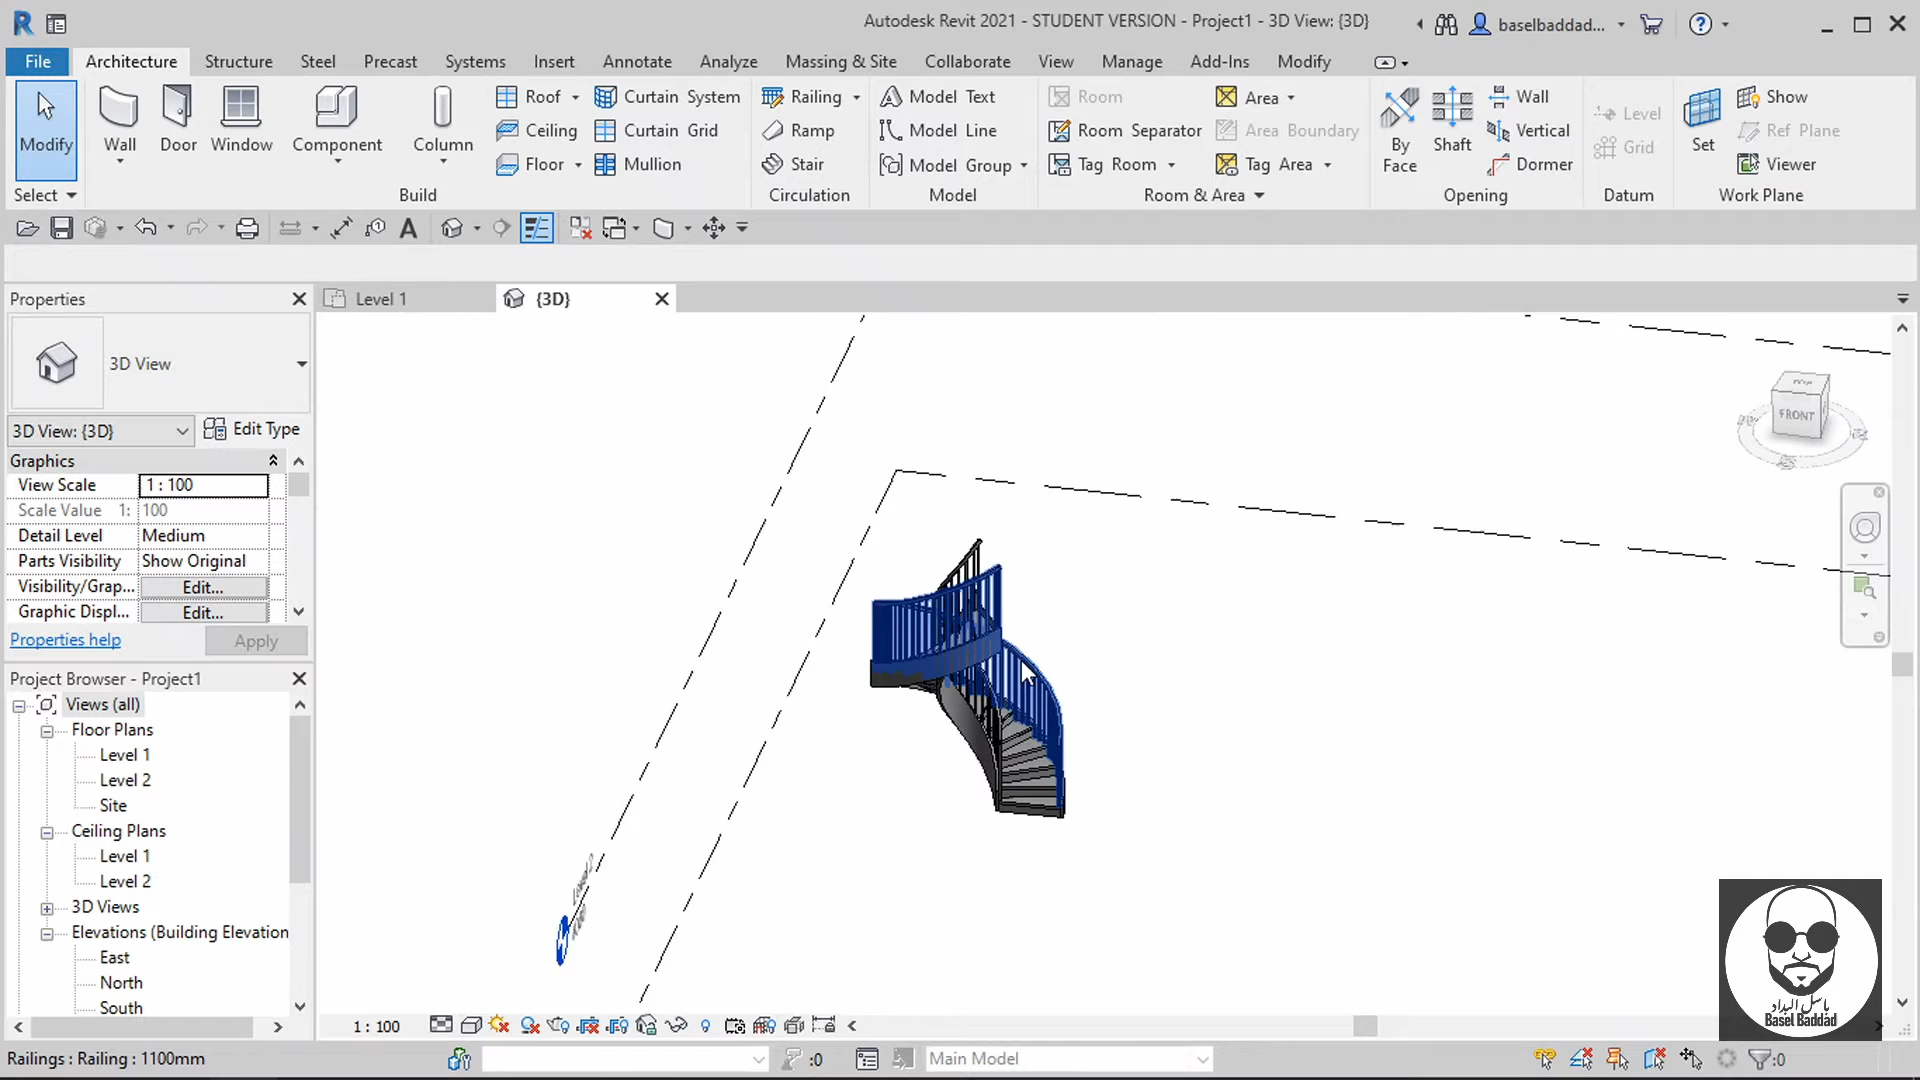 Autodesk Revit 2021 - STUDENT VERSION - Project1 - 3D View: {3D}
baselbaddad...
File
Architecture
Structure
Steel
Precast
Systems
Insert
Annotate
Analyze
Massing & Site
Collaborate
View
Manage
Add-Ins
Modify
Modify
Wall
Door
Window
Component
Column
Roof
Ceiling
Floor
Curtain System
Curtain Grid
Mullion
Railing
Ramp
Stair
Model Text
Model Line
Model Group
Room
Room Separator
Tag Room
Area
Area Boundary
Tag Area
By
Face
Shaft
Wall
Vertical
Dormer
Level
Grid
Set
Show
Ref Plane
Viewer
Select
Build
Circulation
Model
Room & Area
Opening
Datum
Work Plane
Properties
Level 1
{3D}
3D View
3D View: {3D}
Edit Type
Graphics
View Scale
1 : 100
Scale Value 1:
100
Detail Level
Medium
Parts Visibility
Show Original
Visibility/Grap...
Edit...
Graphic Displ...
Edit...
Properties help
Apply
Project Browser - Project1
Views (all)
Floor Plans
Level 1
Level 2
Site
Ceiling Plans
Level 1
Level 2
3D Views
Elevations (Building Elevation
East
North
South
TOP
FRONT
باسل البداد
Basel Baddad
1 : 100
Railings : Railing : 1100mm
:0
Main Model
:0